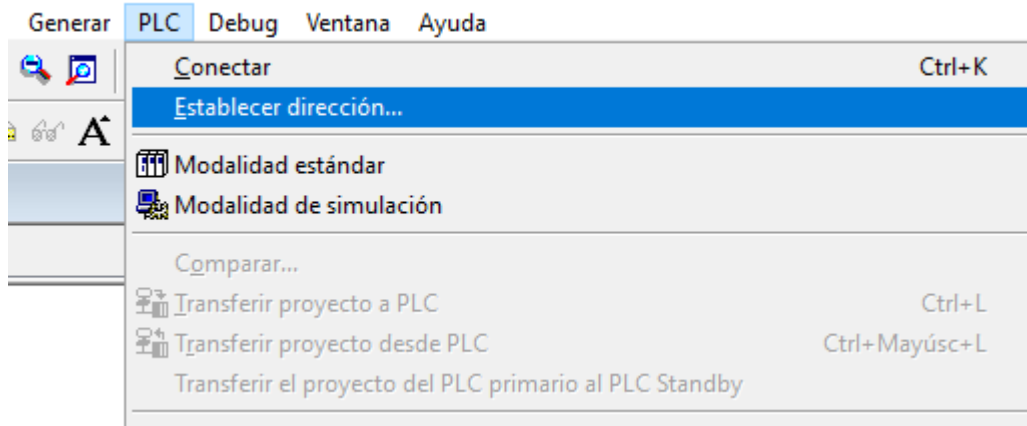 Generar PLC Debug Ventana Ayuda
Conectar Ctrl+K
Establecer dirección...
A
Modalidad estándar
Modalidad de simulación
Comparar...
Transferir proyecto a PLC Ctrl+L
Transferir proyecto desde PLC Ctrl+Mayúsc+L
Transferir el proyecto del PLC primario al PLC Standby